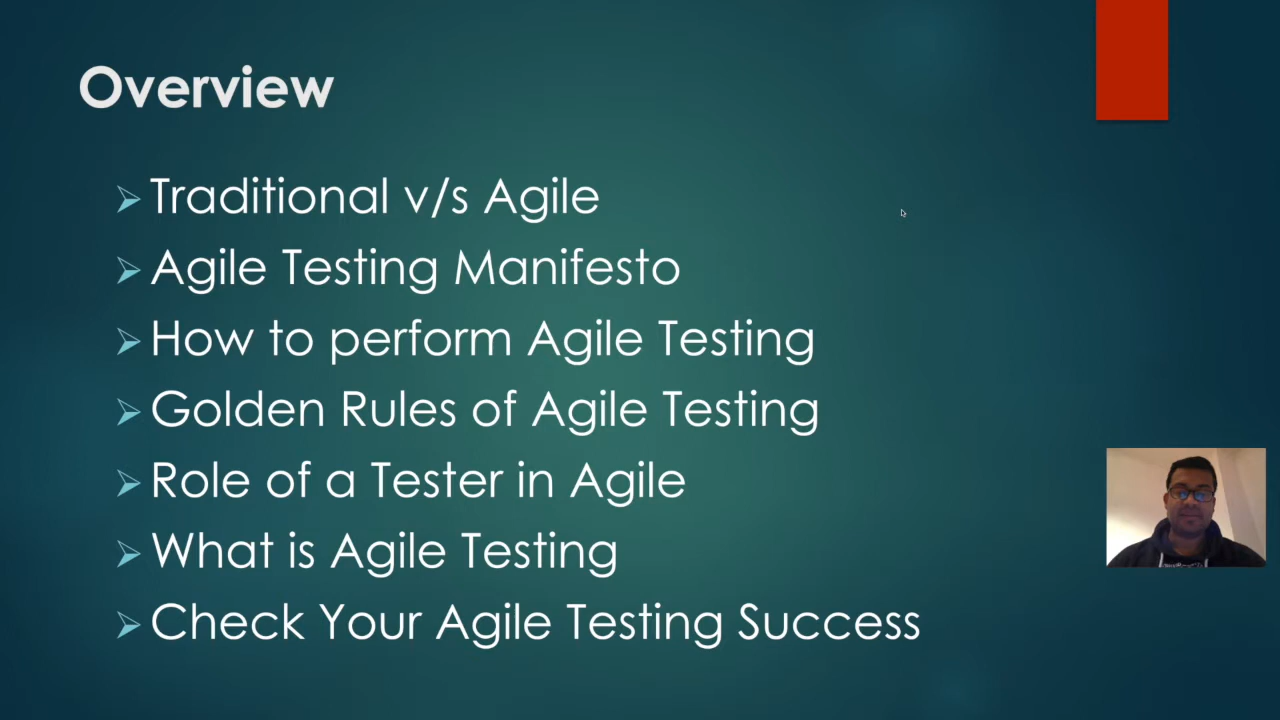 Overview
Traditional v/s Agile
Agile Testing Manifesto
How to perform Agile Testing
Golden Rules of Agile Testing
Role of a Tester in Agile
What is Agile Testing
Check Your Agile Testing Success